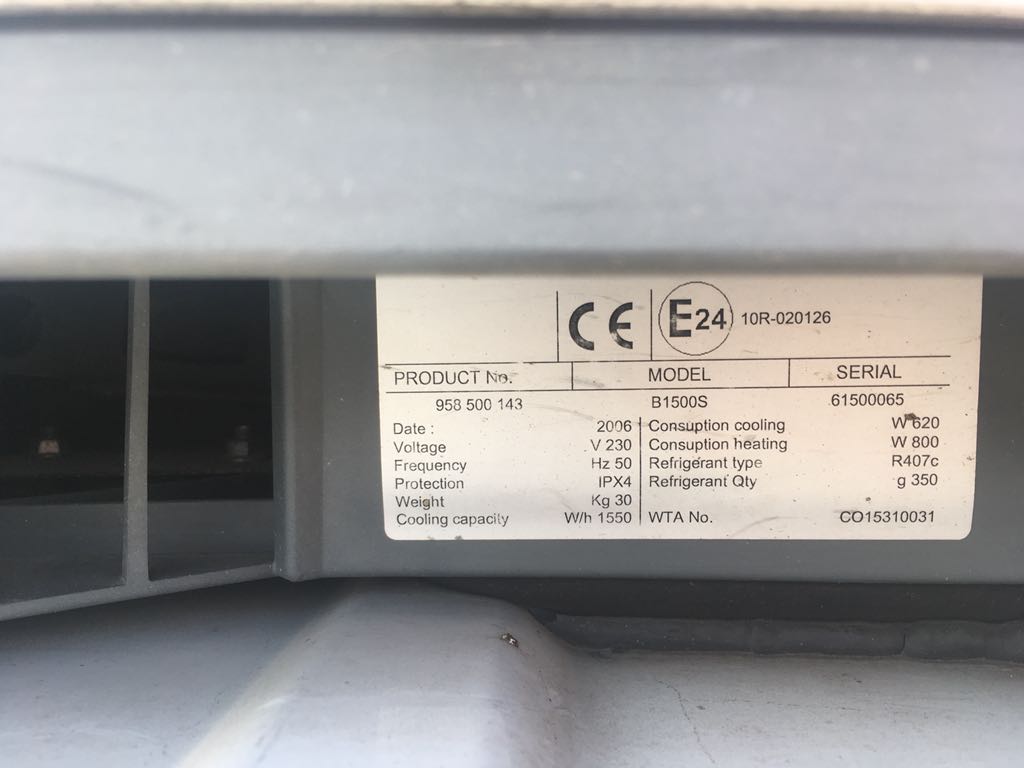 CE E24 10R-020126
PRODUCT No. MODEL SERIAL
958 500 143 B1500S 61500065
Date : 2006 Consuption cooling W 620
Voltage V 230 Consuption heating W 800
Frequency Hz 50 Refrigerant type R407c
Protection IPX4 Refrigerant Qty g 350
Weight Kg 30
Cooling capacity W/h 1550 WTA No. CO15310031